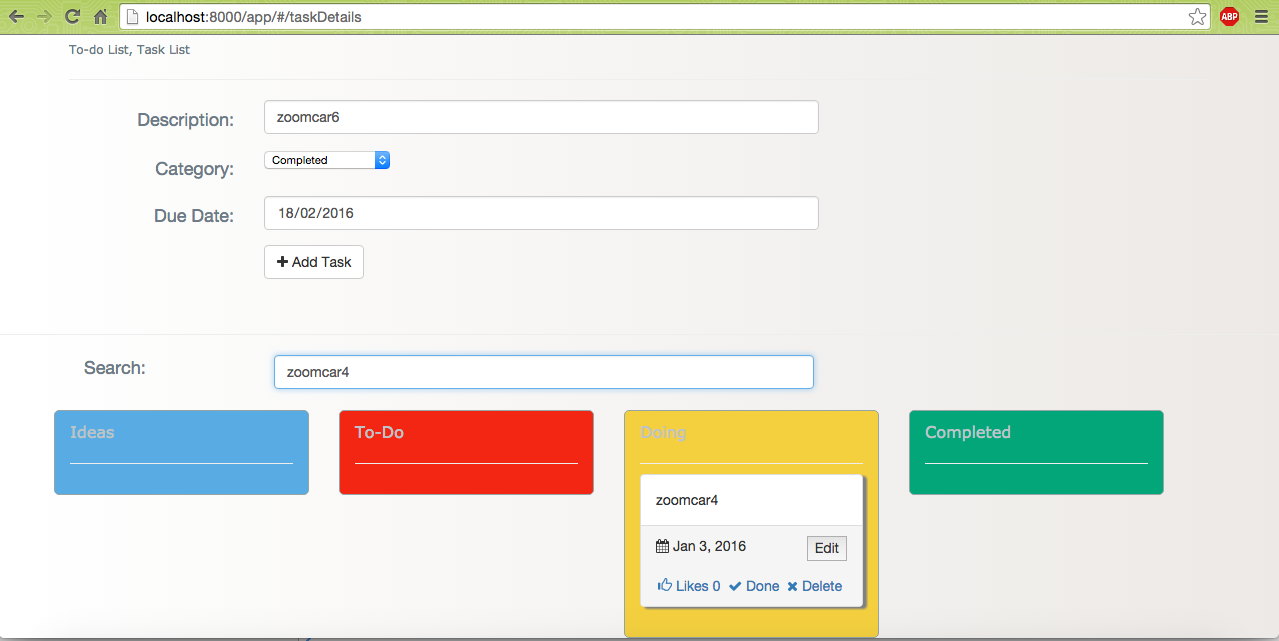 localhost:8000/app/#/taskDetails
ABP
To-do List, Task List
Description: zoomcar6
Category: Completed
Due Date: 18/02/2016
Add Task
Search: zoomcar4
Ideas
To-Do
Doing
Completed
zoomcar4
Jan 3, 2016 Edit
Likes 0 Done Delete